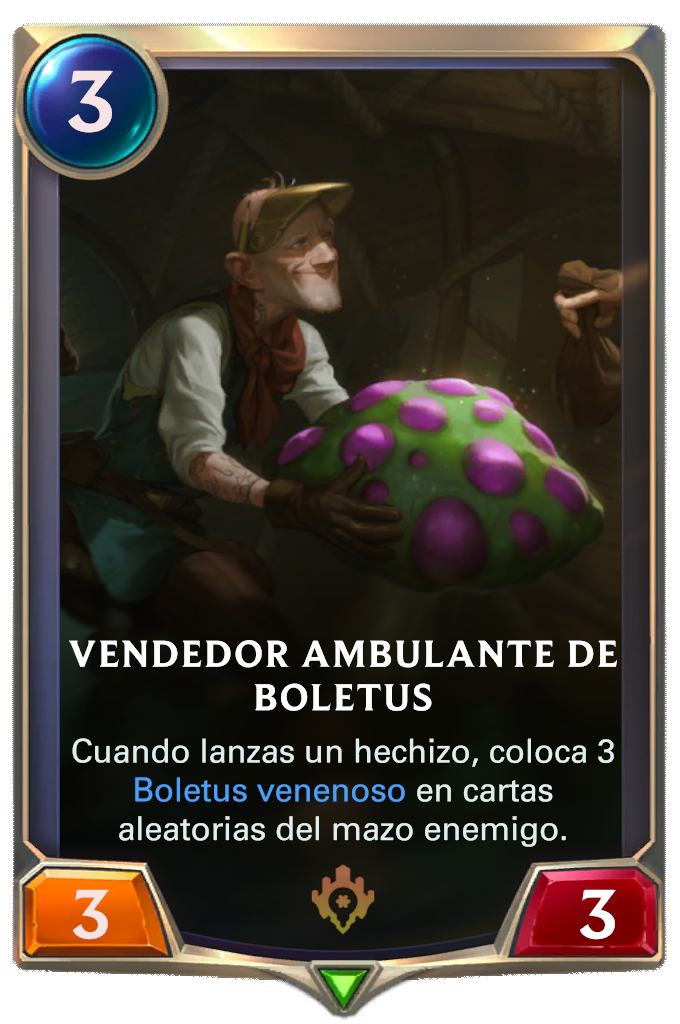 3
VENDEDOR AMBULANTE DE
BOLETUS
Cuando lanzas un hechizo, coloca 3
Boletus venenoso en cartas
aleatorias del mazo enemigo.
3
3